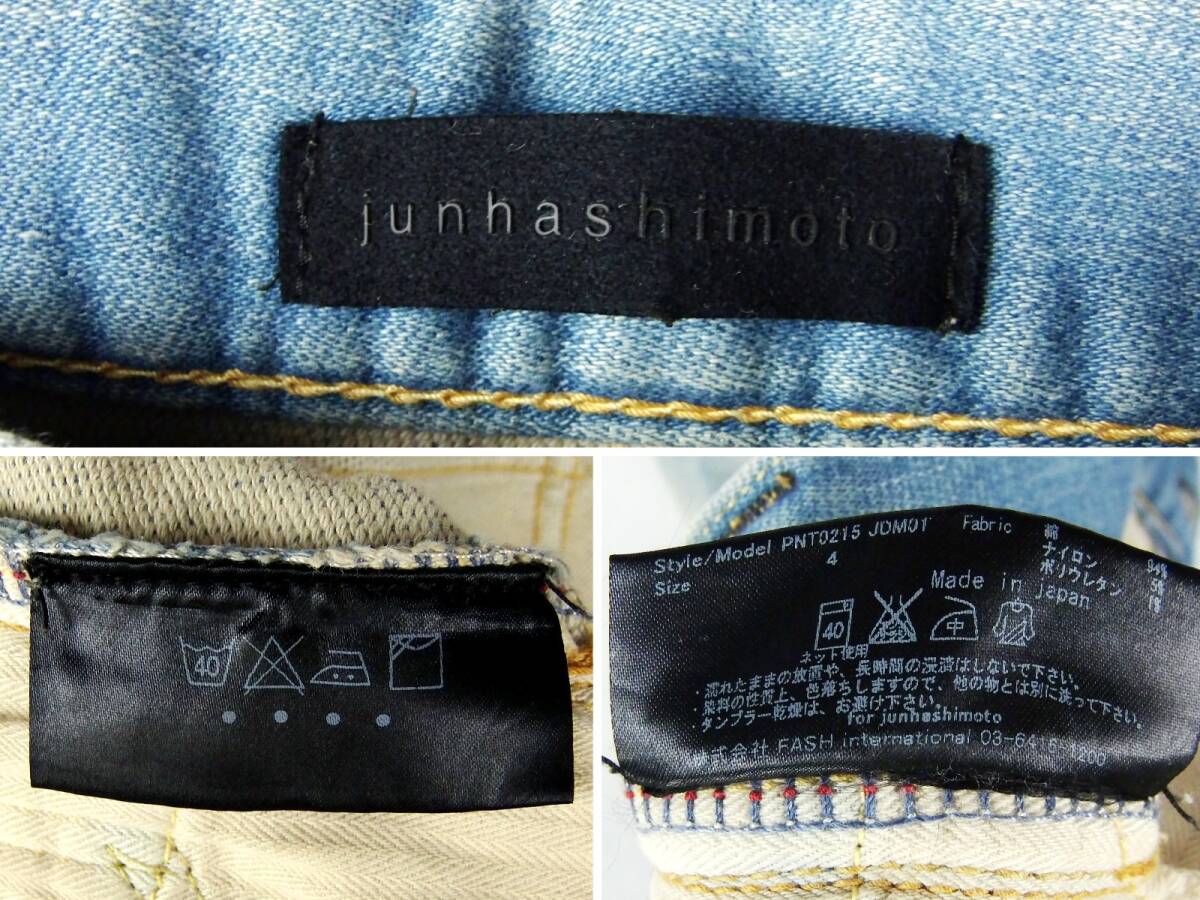 junhashimoto
40
Style/Model PNT0215 JDM01 Fabric 綿 94%
ナイロン 5%
Size 4 ポリウレタン 1%
Made in japan
40 中
ネット使用
・濡れたままの放置や、長時間の浸漬はしないで下さい。
・染料の性質上、色落ちしますので、他の物とは別に洗って下さい。
タンブラー乾燥は、お避け下さい。
for junhashimoto
株式会社 FASH international 03-6415-1200